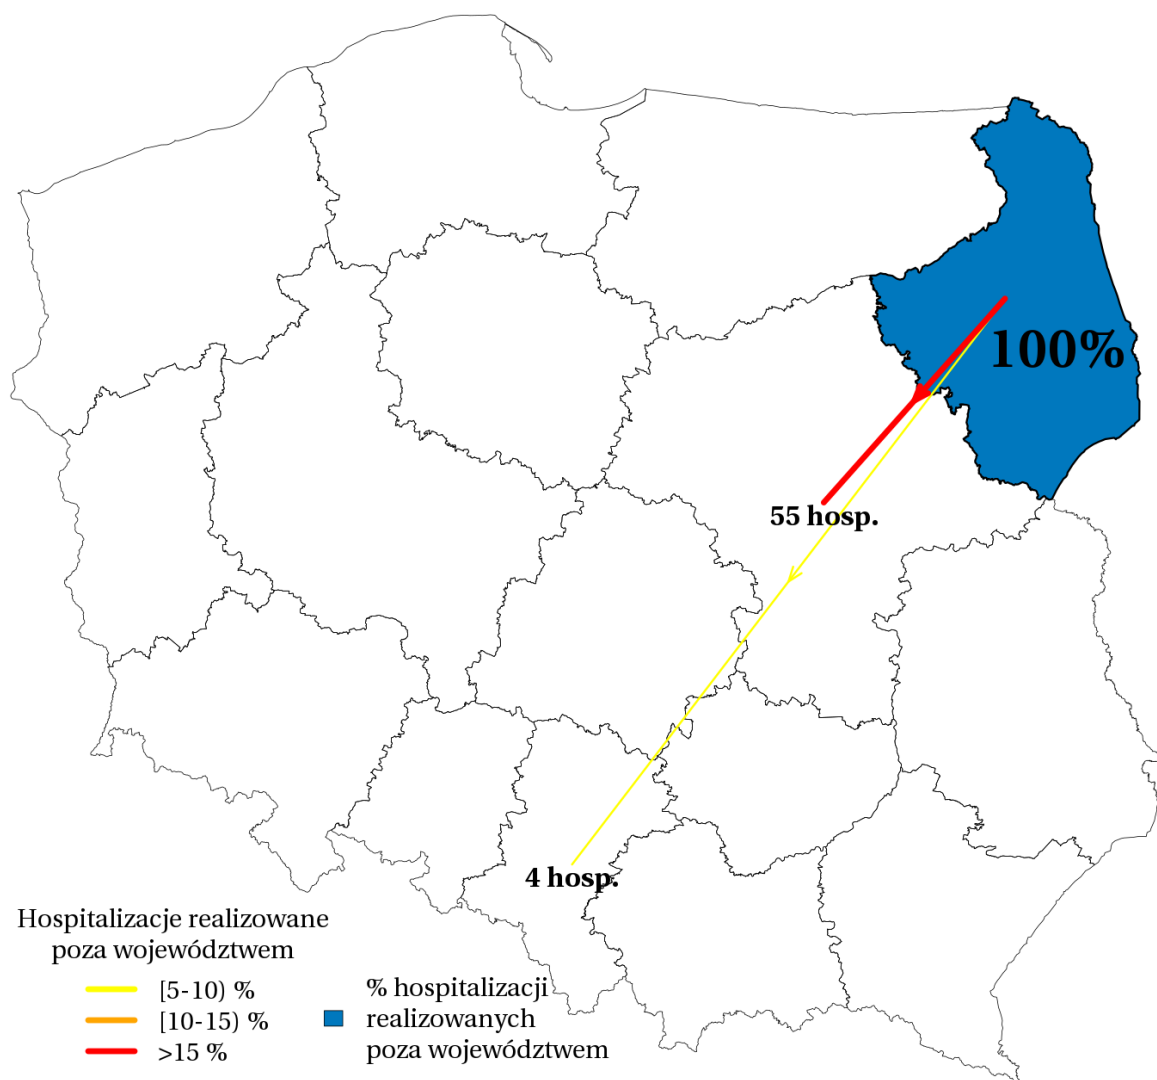 100%
55 hosp.
4 hosp.
Hospitalizacje realizowane
poza województwem
[5-10) %
[10-15) %
>15 %
% hospitalizacji
realizowanych
poza województwem